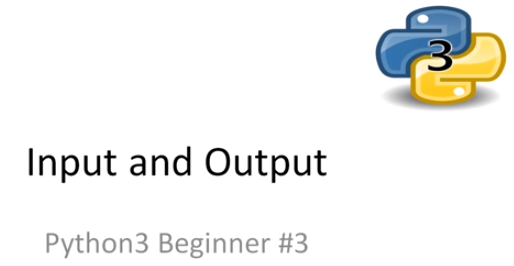 3
Input and Output
Python3 Beginner #3